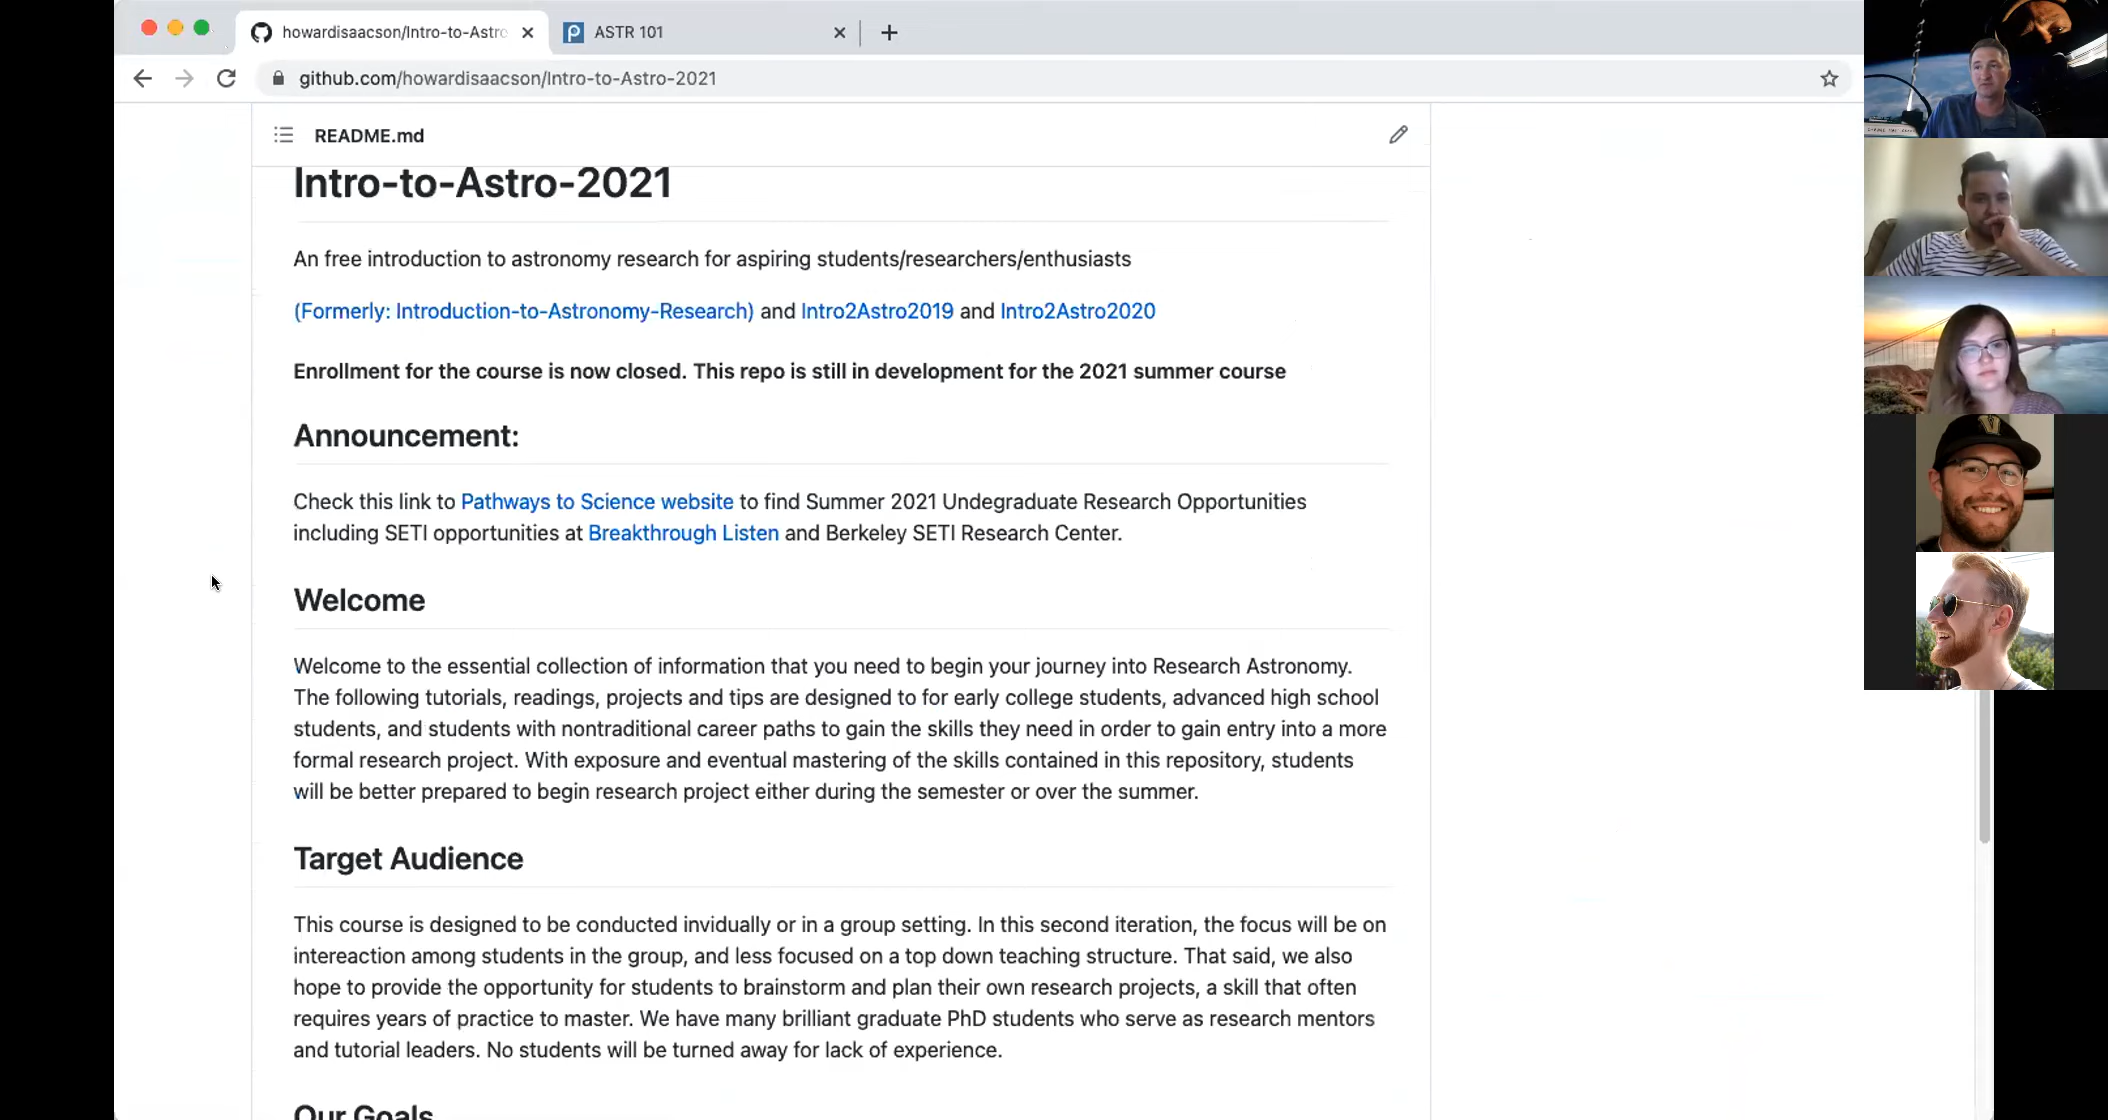 howardisaacson/Intro-to-Astro
ASTR 101
github.com/howardisaacson/Intro-to-Astro-2021
README.md
Intro-to-Astro-2021
An free introduction to astronomy research for aspiring students/researchers/enthusiasts
(Formerly: Introduction-to-Astronomy-Research) and Intro2Astro2019 and Intro2Astro2020
Enrollment for the course is now closed. This repo is still in development for the 2021 summer course
Announcement:
Check this link to Pathways to Science website to find Summer 2021 Undegraduate Research Opportunities
including SETI opportunities at Breakthrough Listen and Berkeley SETI Research Center.
Welcome
Welcome to the essential collection of information that you need to begin your journey into Research Astronomy.
The following tutorials, readings, projects and tips are designed to for early college students, advanced high school
students, and students with nontraditional career paths to gain the skills they need in order to gain entry into a more
formal research project. With exposure and eventual mastering of the skills contained in this repository, students
will be better prepared to begin research project either during the semester or over the summer.
Target Audience
This course is designed to be conducted invidually or in a group setting. In this second iteration, the focus will be on
intereaction among students in the group, and less focused on a top down teaching structure. That said, we also
hope to provide the opportunity for students to brainstorm and plan their own research projects, a skill that often
requires years of practice to master. We have many brilliant graduate PhD students who serve as research mentors
and tutorial leaders. No students will be turned away for lack of experience.
Our Goals